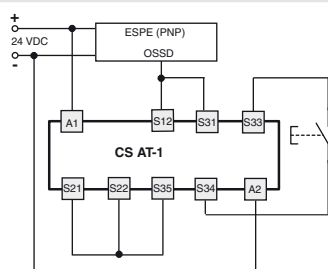 +
24 VDC
-
ESPE (PNP)
OSSD
A1
S12
S31
S33
CS AT-1
S21
S22
S35
S34
A2